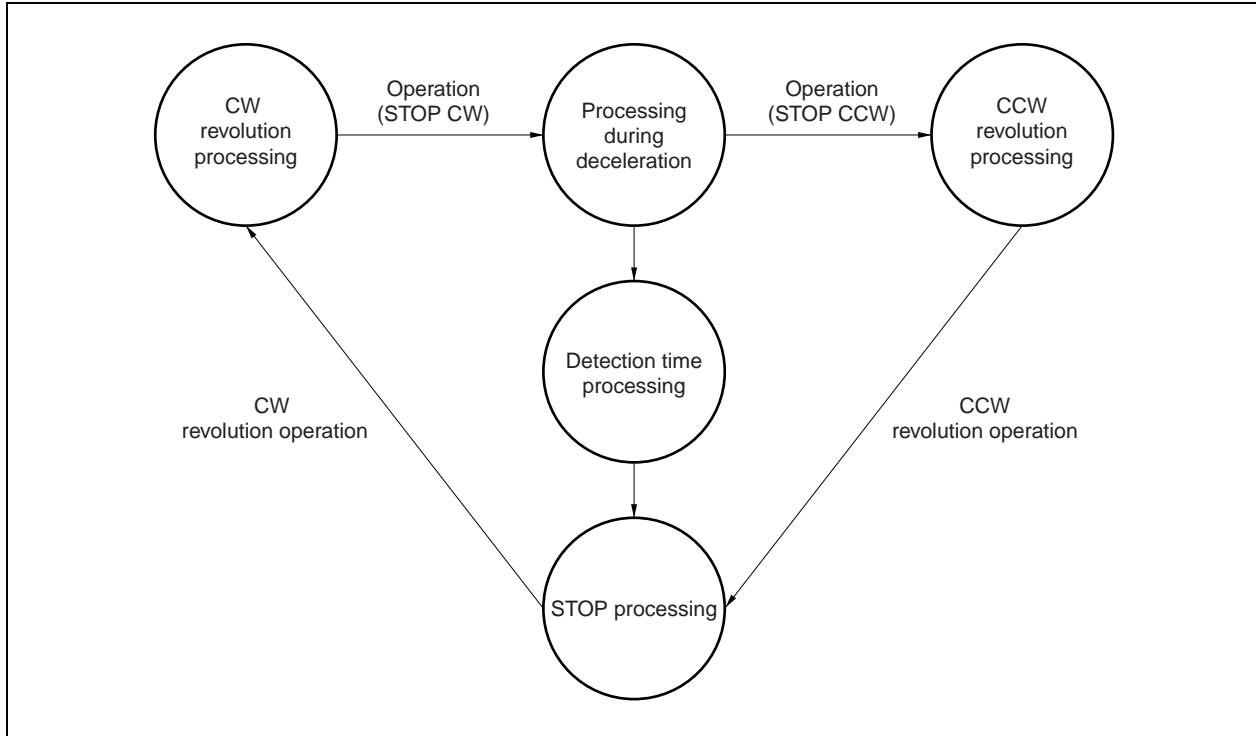 CW
revolution
processing
Operation
(STOP CW)
Processing
during
deceleration
Operation
(STOP CCW)
CCW
revolution
processing
Detection time
processing
CW
revolution operation
CCW
revolution operation
STOP processing